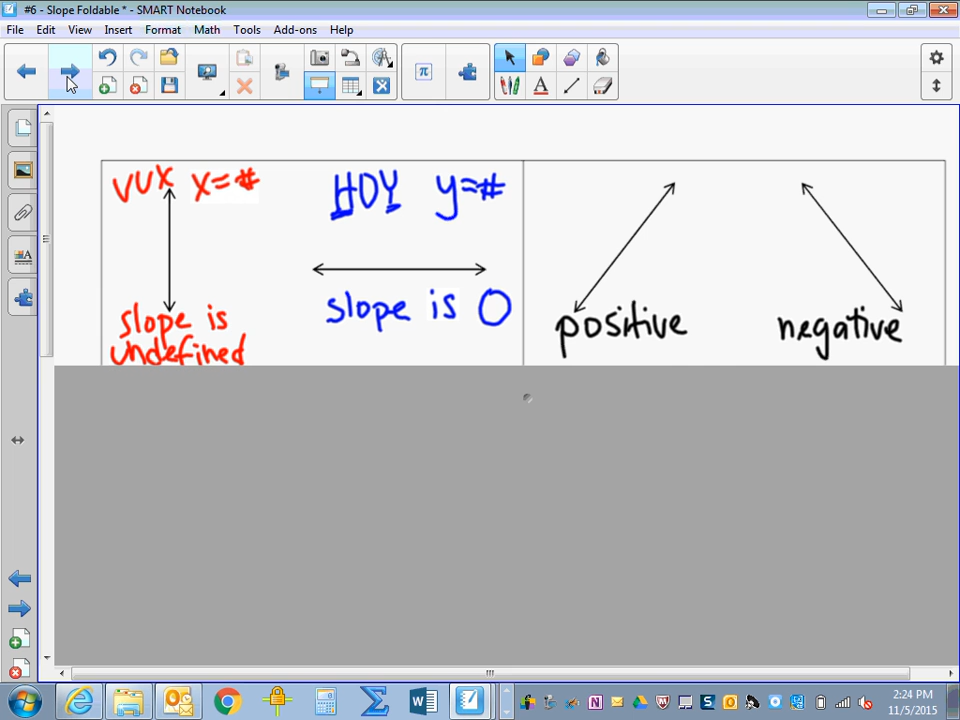 #6 - Slope Foldable * - SMART Notebook
File Edit View Insert Format Math Tools Add-ons Help
VUX X=#
HOY y=#
slope is
undefined
slope is 0
positive
negative
2:24 PM
11/5/2015